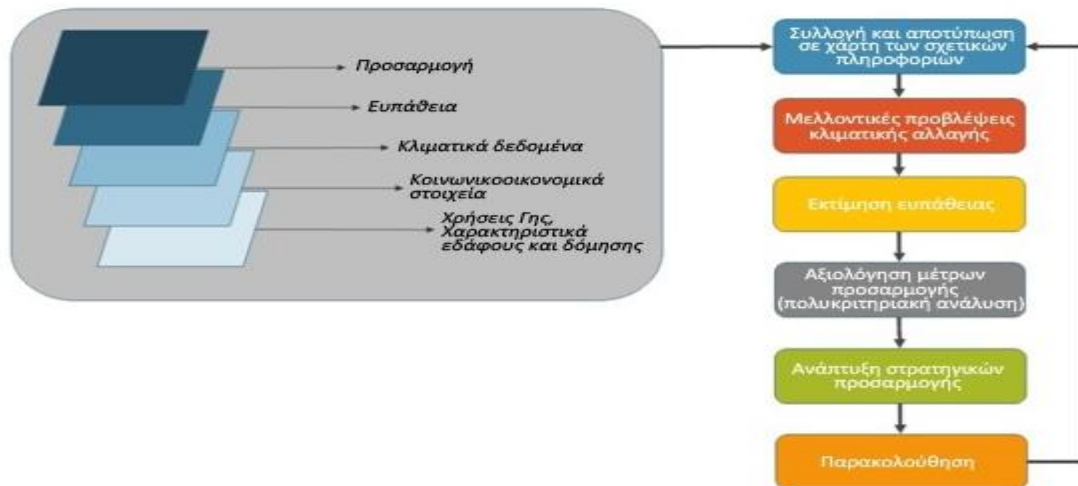 Προσαρμογή
Ευπάθεια
Κλιματικά δεδομένα
Κοινωνικοοικονομικά
στοιχεία
Χρήσεις Γης,
Χαρακτηριστικά
εδάφους και δόμησης
Συλλογή και αποτύπωση
σε χάρτη των σχετικών
πληροφοριών
Μελλοντικές προβλέψεις
κλιματικής αλλαγής
Εκτίμηση ευπάθειας
Αξιολόγηση μέτρων
προσαρμογής
(πολυκριτηριακή ανάλυση)
Ανάπτυξη στρατηγικών
προσαρμογής
Παρακολούθηση